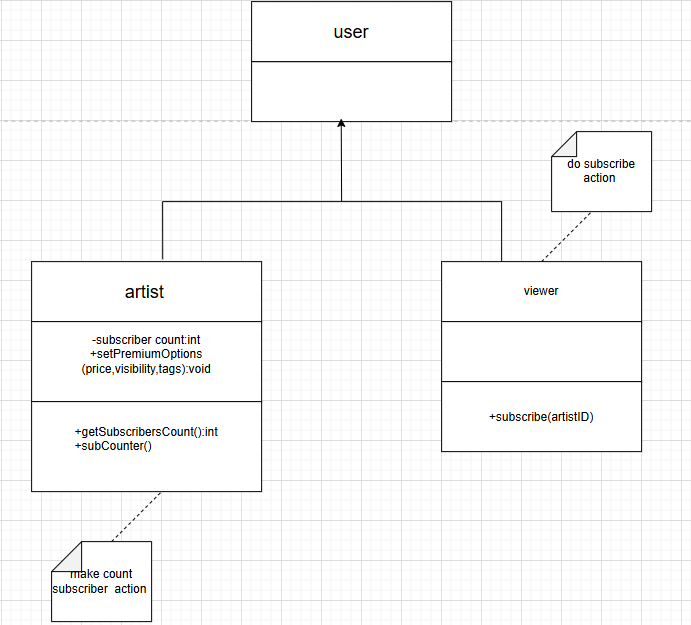 user
do subscribe
action
artist
viewer
-subscriber count:int
+setPremiumOptions
(price,visibility,tags):void
+subscribe(artistID)
+getSubscribersCount():int
+subCounter()
make count
subscriber action